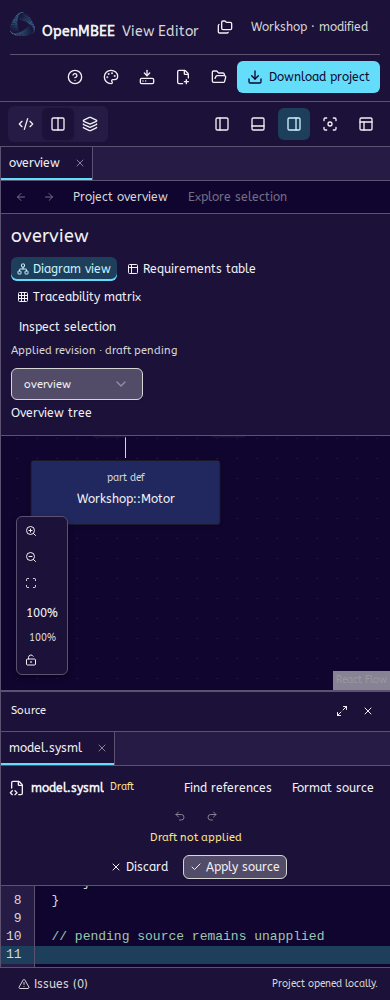 OpenMBEE View Editor Workshop · modified
Download project
overview
Project overview Explore selection
overview
Diagram view Requirements table
Traceability matrix
Inspect selection
Applied revision · draft pending
overview
Overview tree
part def
Workshop::Motor
100%
100%
React Flow
Source
model.sysml
model.sysml Draft Find references Format source
Draft not applied
Discard Apply source
8 }
9
10 // pending source remains unapplied
11
Issues (0) Project opened locally.